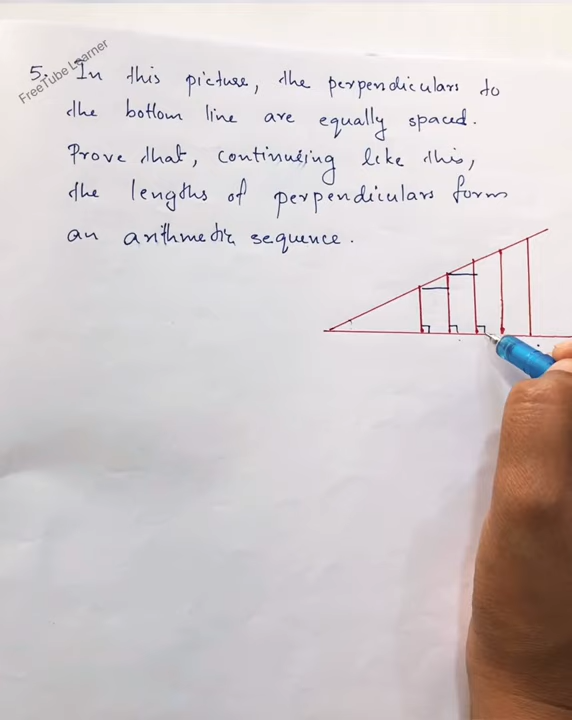 5. In this picture, the perpendiculars to
the bottom line are equally spaced.
Prove that, continuing like this,
the lengths of perpendiculars form
an arithmetic sequence.
FreeTube Learner